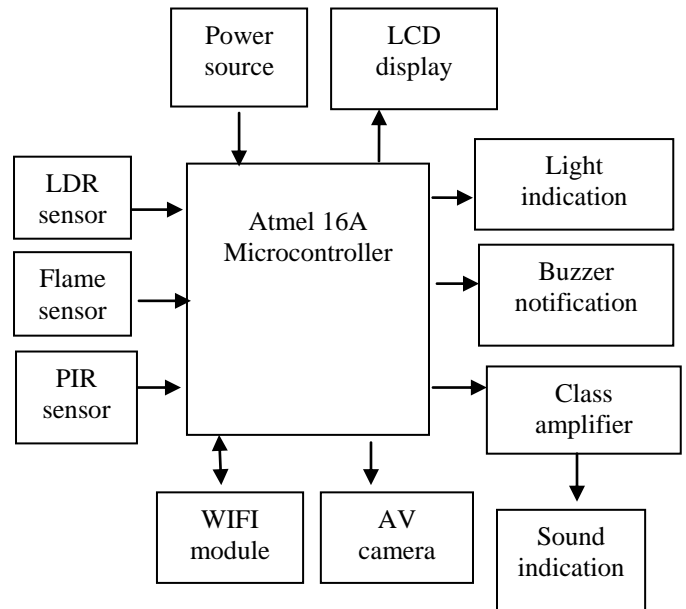 Power
source
LCD
display
LDR
sensor
Atmel 16A
Microcontroller
Light
indication
Flame
sensor
Buzzer
notification
PIR
sensor
Class
amplifier
WIFI
module
AV
camera
Sound
indication